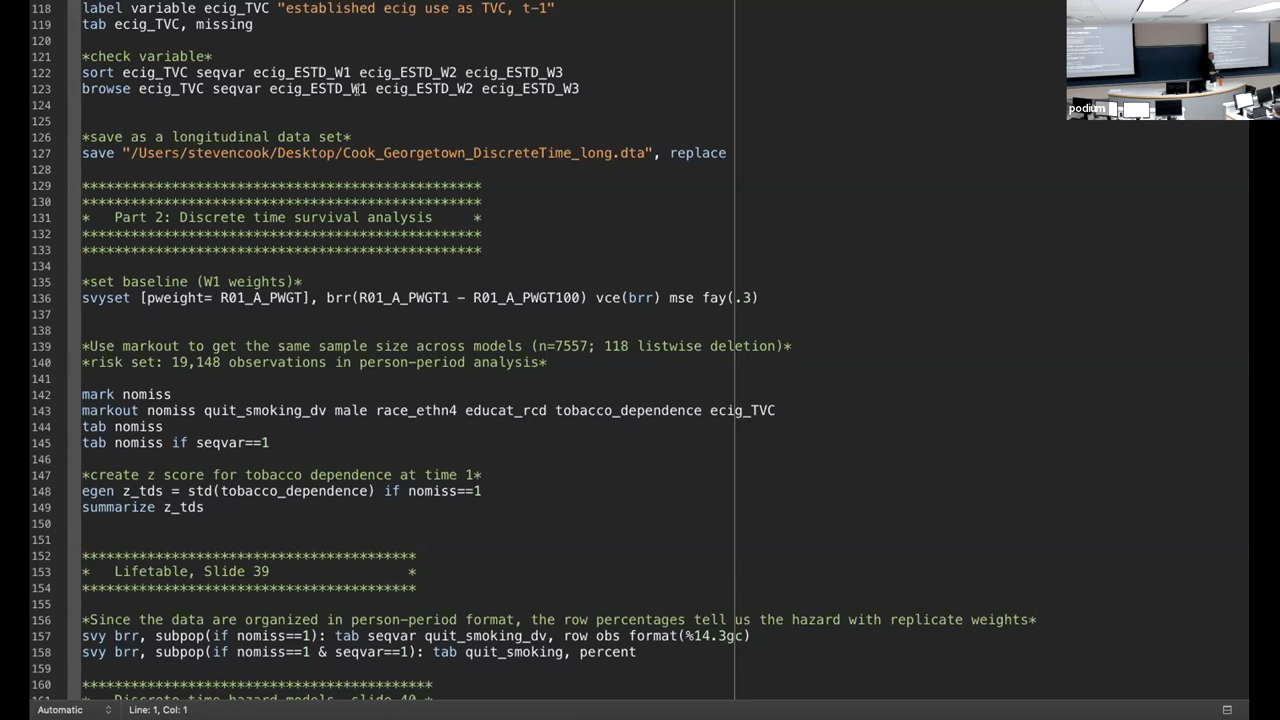 118 label variable ecig_TVC "established ecig use as TVC, t-1"
119 tab ecig_TVC, missing
120
121 *check variable*
122 sort ecig_TVC seqvar ecig_ESTD_W1 ecig_ESTD_W2 ecig_ESTD_W3
123 browse ecig_TVC seqvar ecig_ESTD_W1 ecig_ESTD_W2 ecig_ESTD_W3
124
125
126 *save as a longitudinal data set*
127 save "/Users/stevencook/Desktop/Cook_Georgetown_DiscreteTime_long.dta", replace
128
129 *************************************************
130 *************************************************
131 *   Part 2: Discrete time survival analysis     *
132 *************************************************
133 *************************************************
134
135 *set baseline (W1 weights)*
136 svyset [pweight= R01_A_PWGT], brr(R01_A_PWGT1 - R01_A_PWGT100) vce(brr) mse fay(.3)
137
138
139 *Use markout to get the same sample size across models (n=7557; 118 listwise deletion)*
140 *risk set: 19,148 observations in person-period analysis*
141
142 mark nomiss
143 markout nomiss quit_smoking_dv male race_ethn4 educat_rcd tobacco_dependence ecig_TVC
144 tab nomiss
145 tab nomiss if seqvar==1
146
147 *create z score for tobacco dependence at time 1*
148 egen z_tds = std(tobacco_dependence) if nomiss==1
149 summarize z_tds
150
151
152 *****************************************
153 *   Lifetable, Slide 39                 *
154 *****************************************
155
156 *Since the data are organized in person-period format, the row percentages tell us the hazard with replicate weights*
157 svy brr, subpop(if nomiss==1): tab seqvar quit_smoking_dv, row obs format(%14.3gc)
158 svy brr, subpop(if nomiss==1 & seqvar==1): tab quit_smoking, percent
159
160 *******************************************
161 * Discrete time hazard models, slide 40 *
Automatic Line: 1, Col: 1
podium